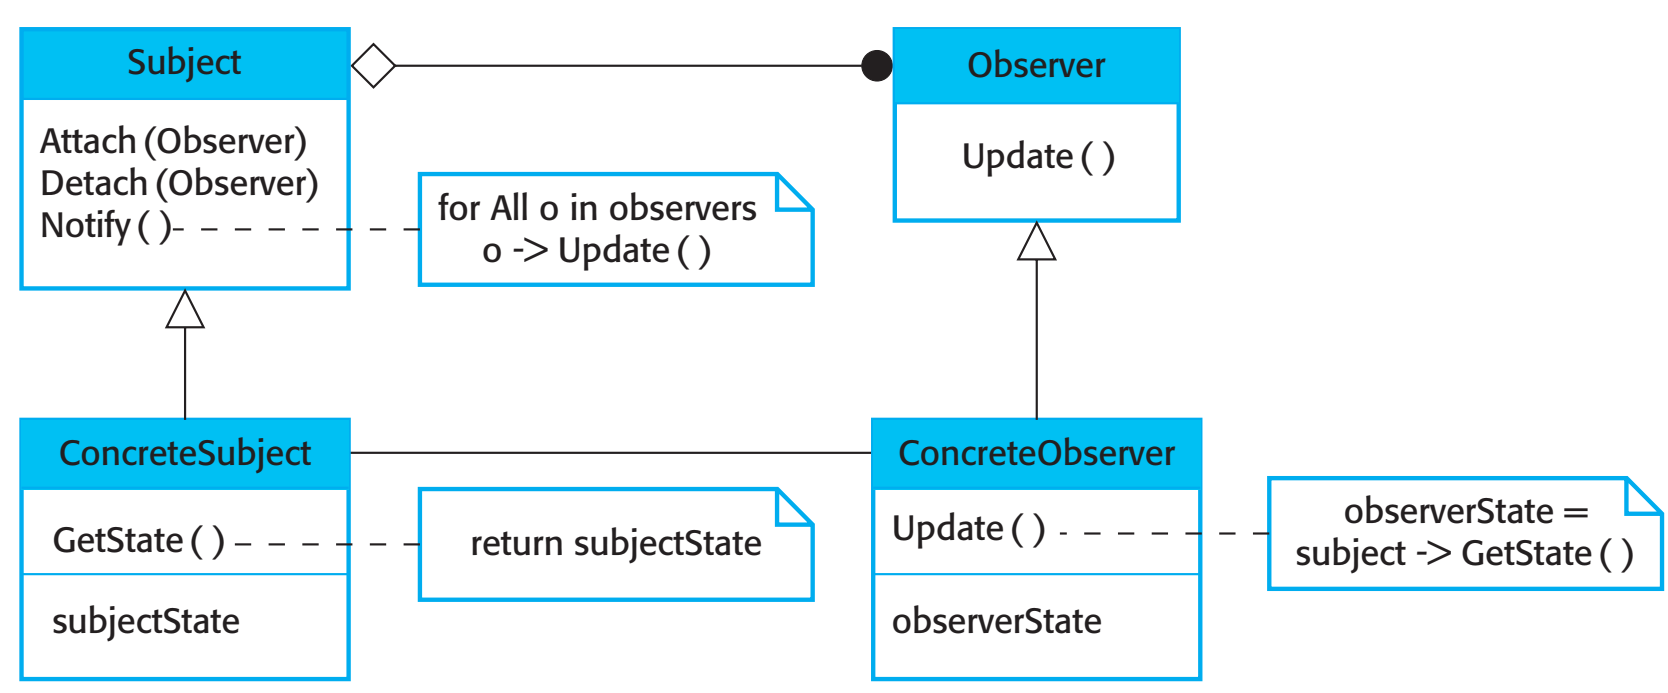 Subject
Attach (Observer)
Detach (Observer)
Notify ( )
for All o in observers
o -> Update ( )
Observer
Update ( )
ConcreteSubject
GetState ( )
subjectState
return subjectState
ConcreteObserver
Update ( )
observerState
observerState =
subject -> GetState ( )